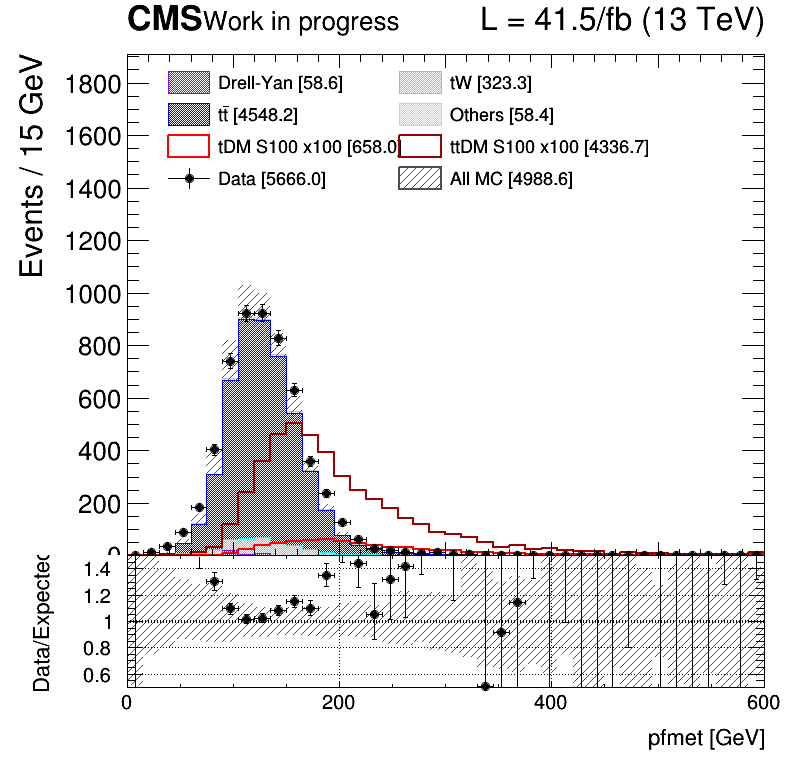 CMS Work in progress L = 41.5/fb (13 TeV)
Events / 15 GeV
1800
1600
1400
1200
1000
800
600
400
200
0
Drell-Yan [58.6] tW [323.3]
tt̄ [4548.2] Others [58.4]
tDM S100 x100 [658.0] ttDM S100 x100 [4336.7]
Data [5666.0] All MC [4988.6]
Data/Expected
1.4
1.2
1
0.8
0.6
0 200 400 600
pfmet [GeV]